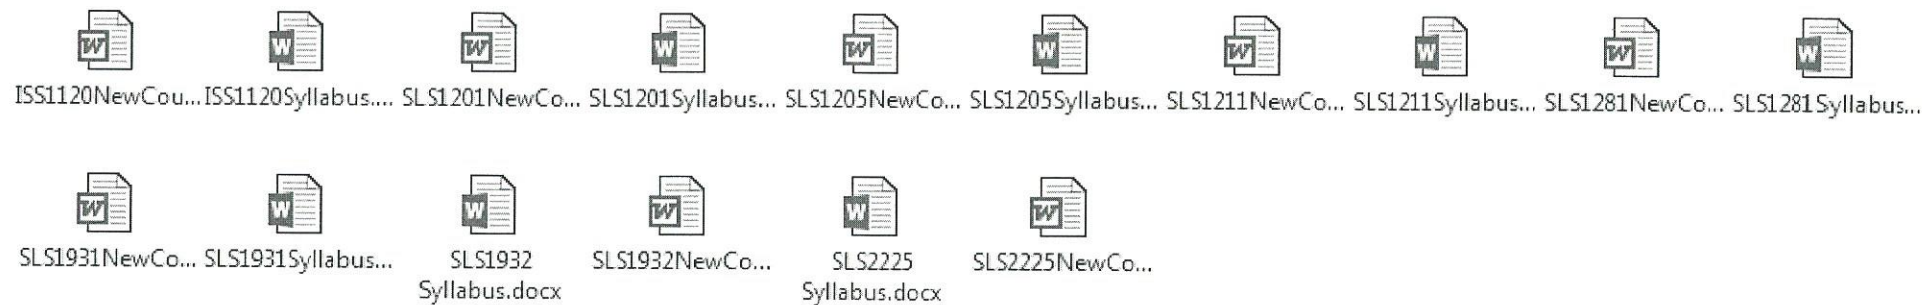 ISS1120NewCou... ISS1120Syllabus.... SLS1201NewCo... SLS1201Syllabus... SLS1205NewCo... SLS1205Syllabus... SLS1211NewCo... SLS1211Syllabus... SLS1281NewCo... SLS1281Syllabus...
SLS1931NewCo... SLS1931Syllabus... SLS1932 SLS1932NewCo... SLS2225 SLS2225NewCo...
Syllabus.docx Syllabus.docx